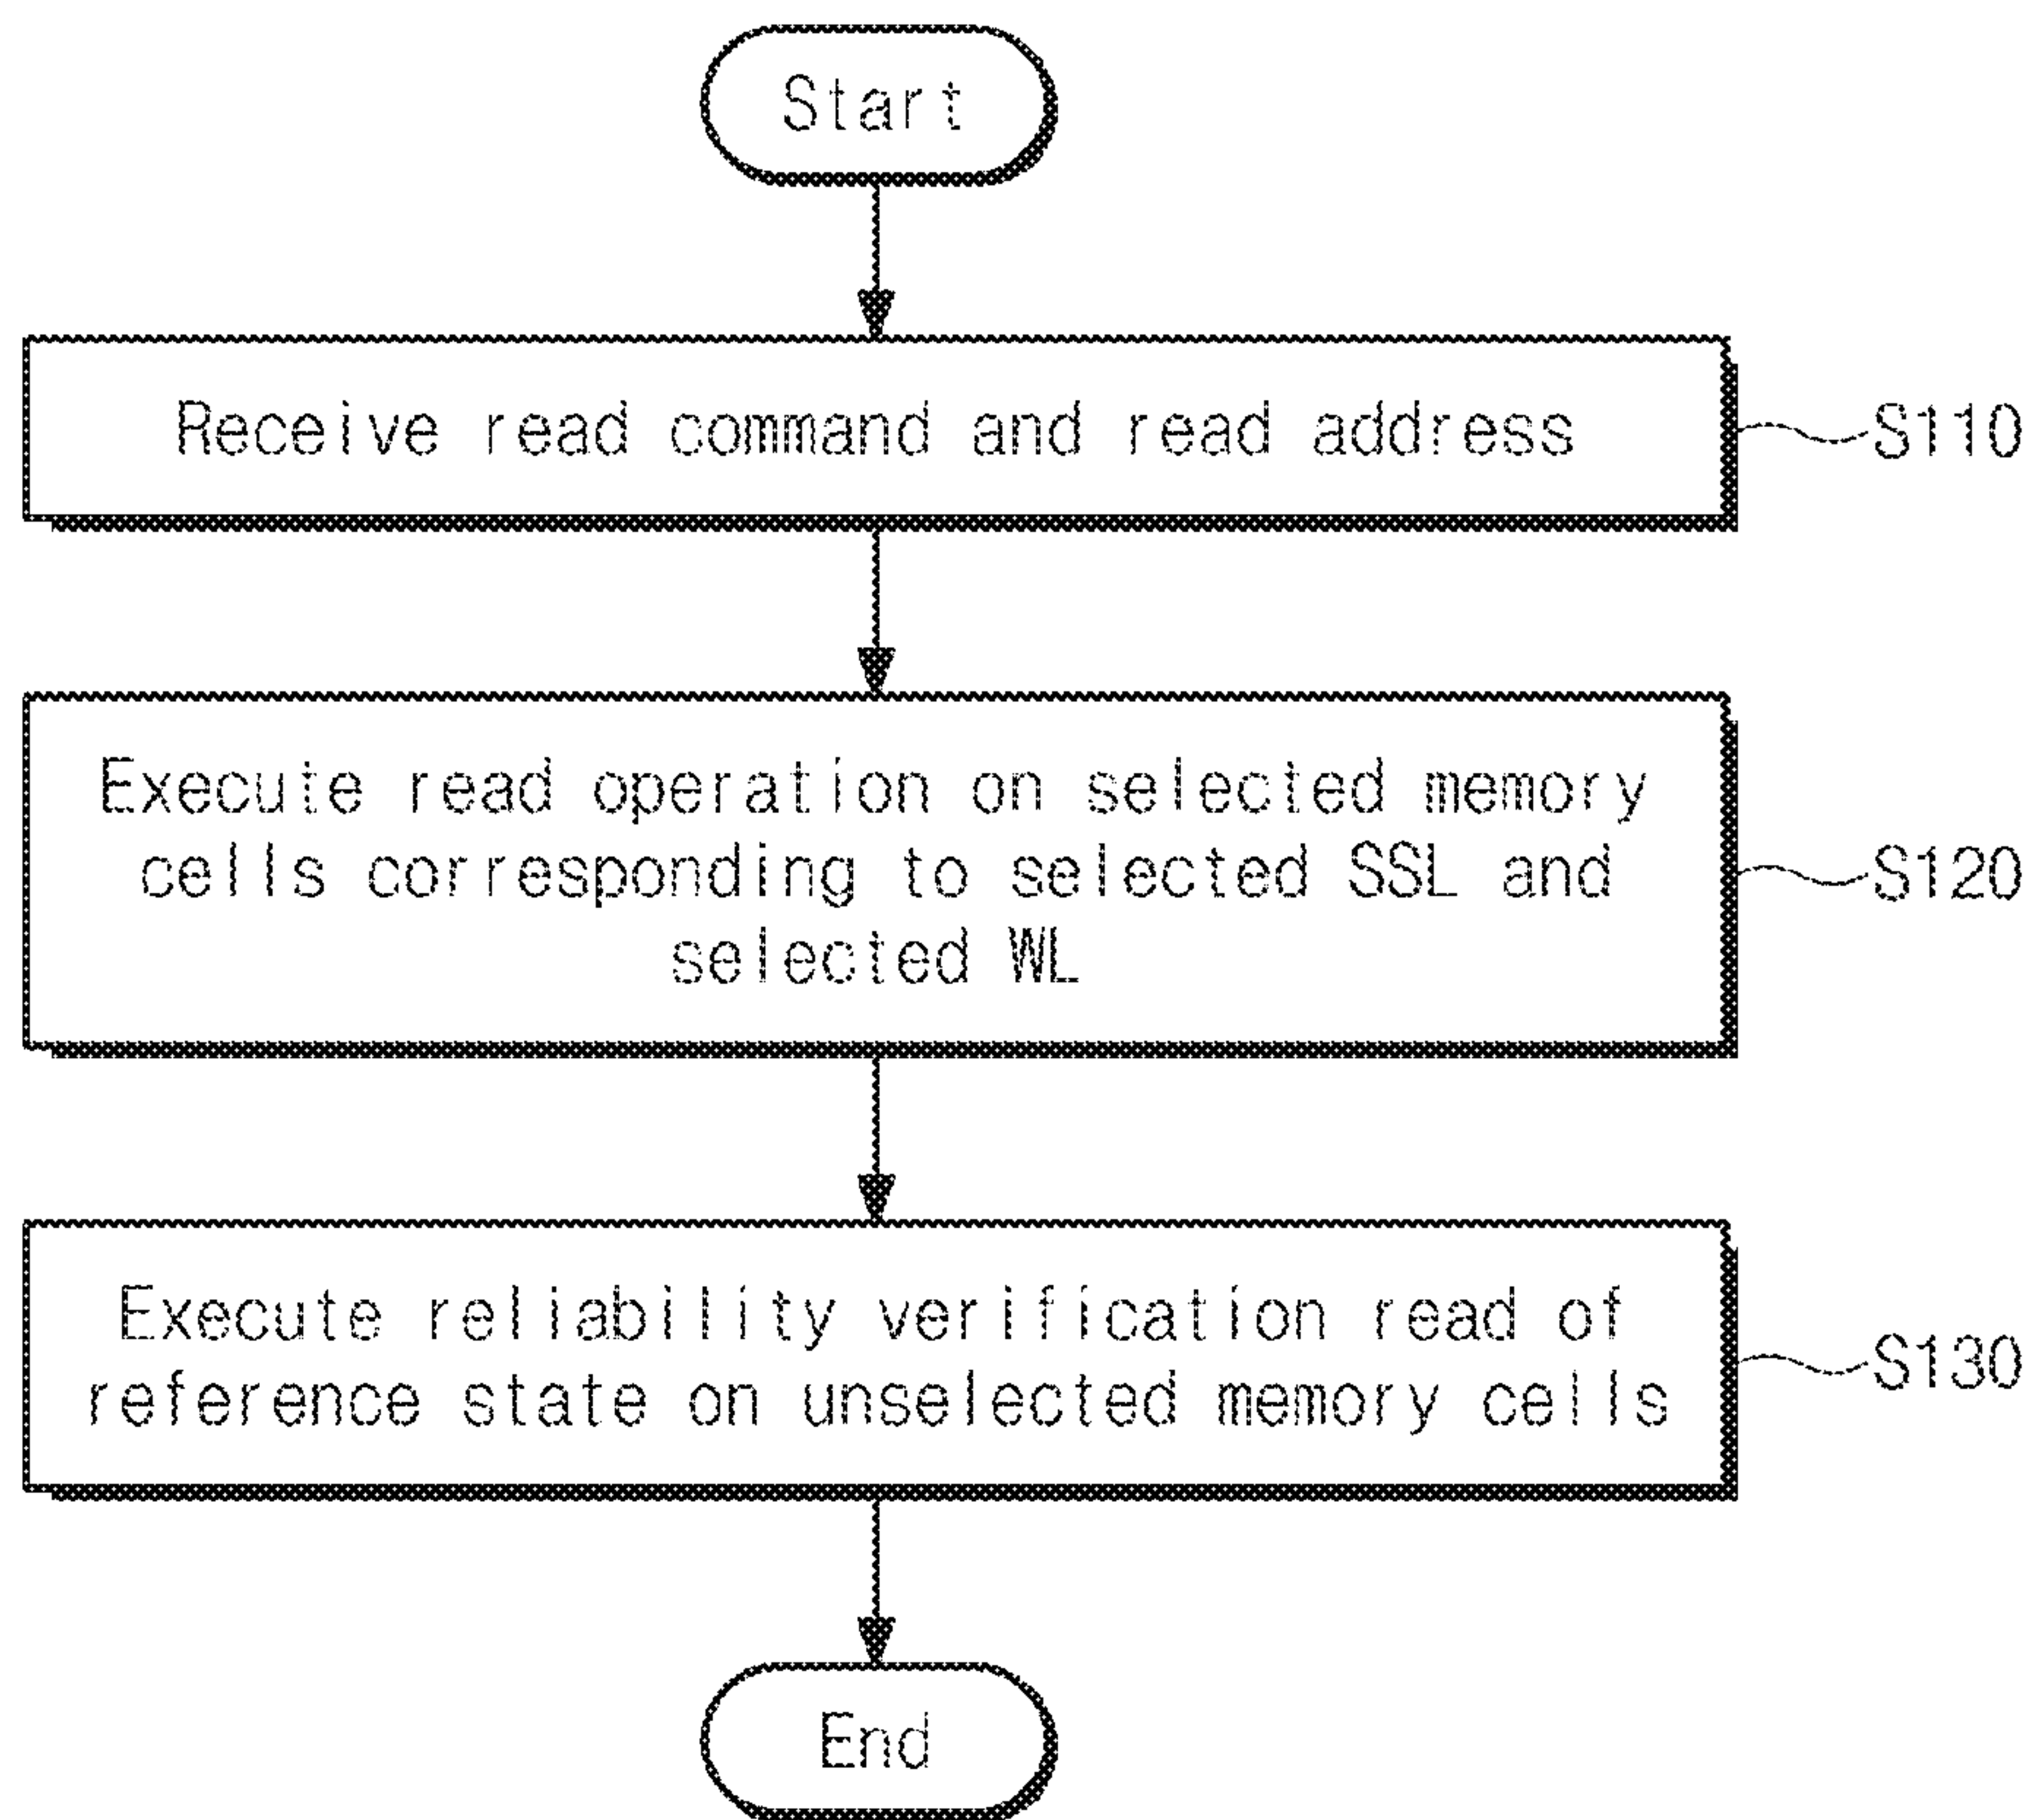 Start
Receive read command and read address
S110
Execute read operation on selected memory
cells corresponding to selected SSL and
selected WL
S120
Execute reliability verification read of
reference state on unselected memory cells
S130
End